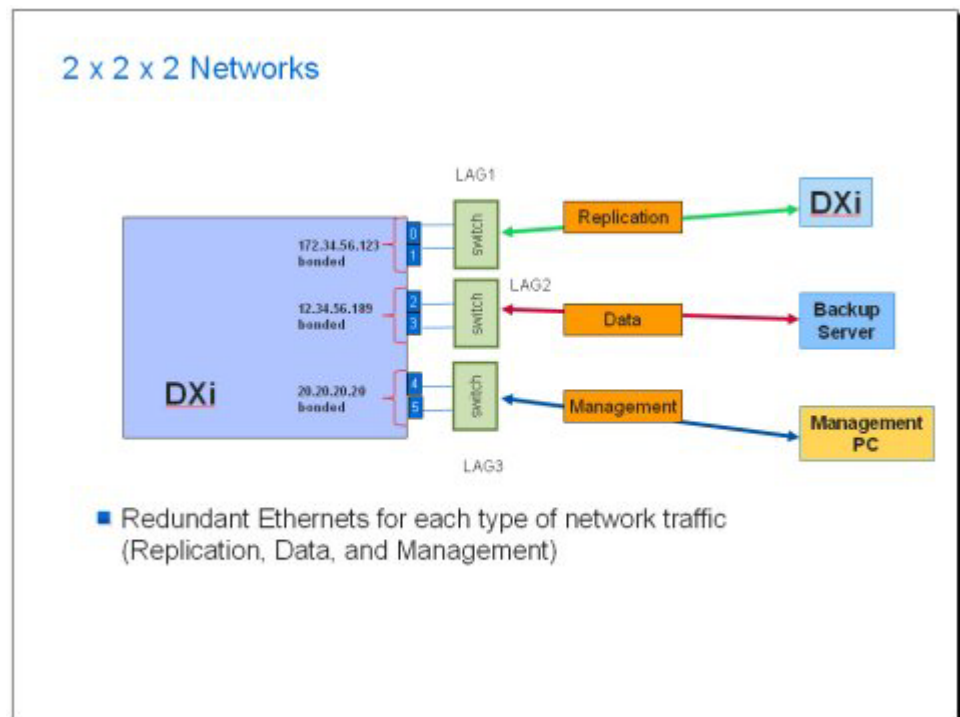 2 x 2 x 2 Networks
LAG1
172.34.56.123
bonded
0
1
switch
Replication
DXi
LAG2
12.34.56.189
bonded
2
3
switch
Data
Backup
Server
DXi
20.20.20.20
bonded
4
5
switch
Management
Management
PC
LAG3
Redundant Ethernets for each type of network traffic
(Replication, Data, and Management)